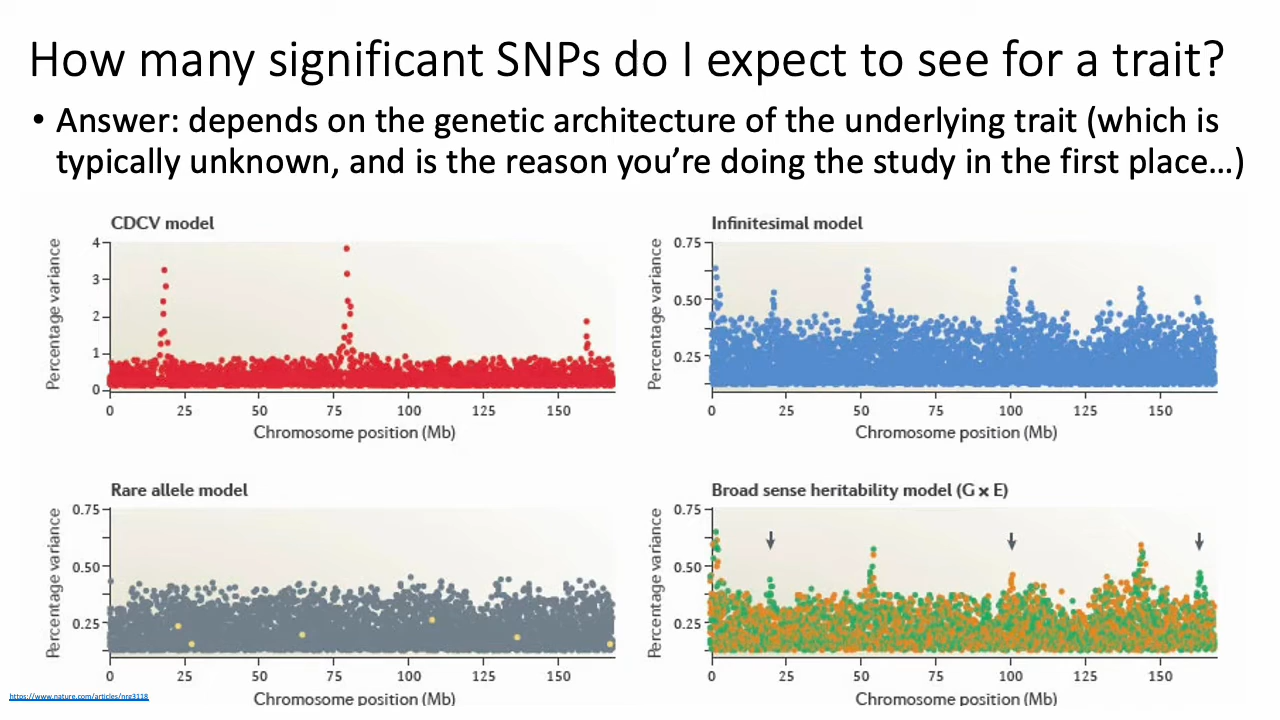 How many significant SNPs do I expect to see for a trait?
• Answer: depends on the genetic architecture of the underlying trait (which is
typically unknown, and is the reason you’re doing the study in the first place…)
CDCV model
Percentage variance
4
3
2
1
0
0 25 50 75 100 125 150
Chromosome position (Mb)
Infinitesimal model
Percentage variance
0.75
0.50
0.25
0 25 50 75 100 125 150
Chromosome position (Mb)
Rare allele model
Percentage variance
0.75
0.50
0.25
0 25 50 75 100 125 150
Chromosome position (Mb)
Broad sense heritability model (G x E)
Percentage variance
0.75
0.50
0.25
0 25 50 75 100 125 150
Chromosome position (Mb)
https://www.nature.com/articles/nrg3118